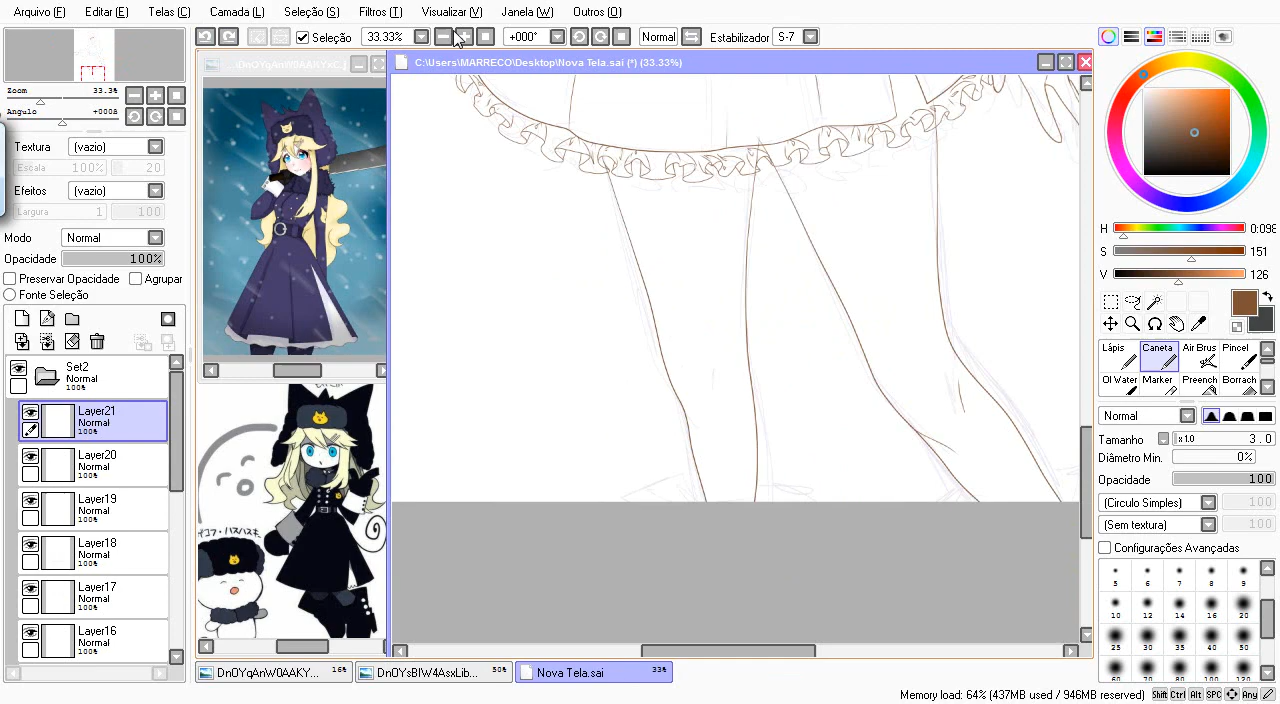 Arquivo (F) Editar (E) Telas (C) Camada (L) Seleção (S) Filtros (T) Visualizar (V) Janela (W) Outros (O)
Seleção 33.33% +000° Normal Estabilizador S-7
C:\Users\MARRECO\Desktop\Nova Tela.sai (*) (33.33%)
Zoom 33.3%
Angulo +000°
Textura (vazio)
Escala 100% 20
Efeitos (vazio)
Largura 1 100
Modo Normal
Opacidade 100%
Preservar Opacidade Agrupar
Fonte Seleção
Set2
Normal
100%
Layer21
Normal
100%
Layer20
Normal
100%
Layer19
Normal
100%
Layer18
Normal
100%
Layer17
Normal
100%
Layer16
Normal
100%
H 0:098
S 151
V 126
Lápis Caneta Air Brus Pincel
Ol Water Marker Preench Borrach
Normal
Tamanho x 1.0 3.0
Diâmetro Min. 0%
Opacidade 100
(Circulo Simples) 100
(Sem textura) 100
Configurações Avançadas
5 6 7 8 9
10 12 14 16 20
25 30 35 40 50
60 70 80 100 120
DnOYqAnW0AAKY... 16%
DnOYsBlW4AsxLib... 50%
Nova Tela.sai 33%
Memory load: 64% (437MB used / 946MB reserved) Shift Ctrl Alt SPC Any